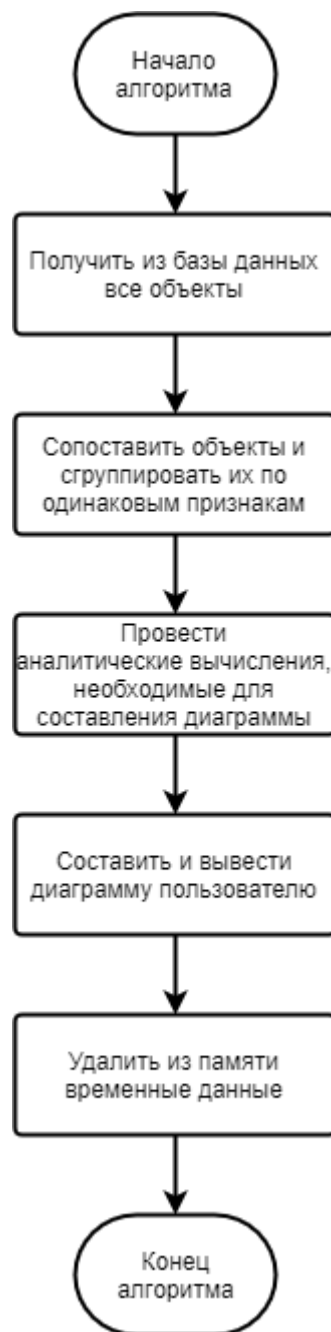 Начало
алгоритма
Получить из базы данных
все объекты
Сопоставить объекты и
сгруппировать их по
одинаковым признакам
Провести
аналитические вычисления,
необходимые для
составления диаграммы
Составить и вывести
диаграмму пользователю
Удалить из памяти
временные данные
Конец
алгоритма